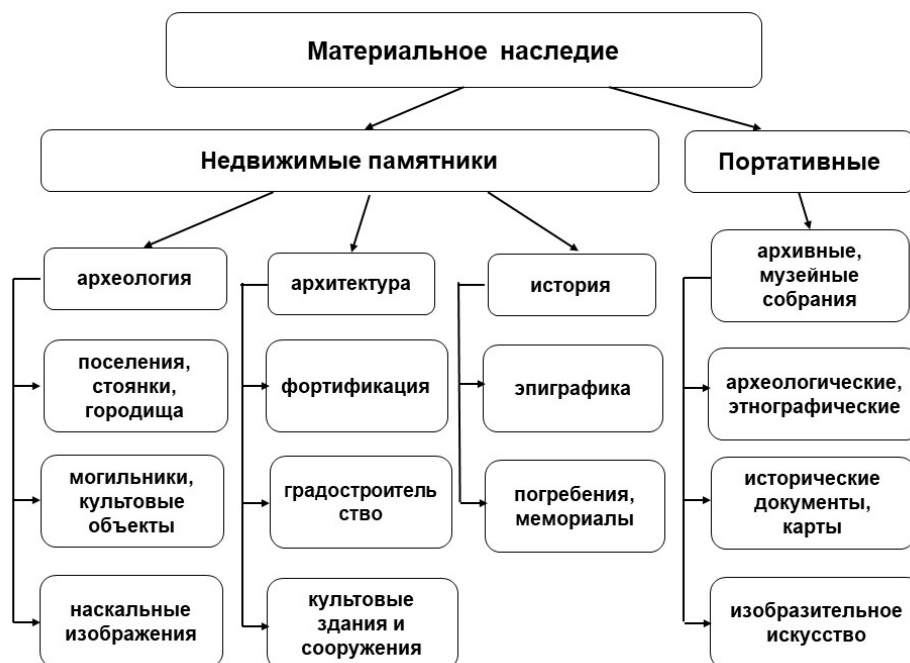 Материальное наследие
Недвижимые памятники
Портативные
археология
архитектура
история
архивные,
музейные
собрания
поселения,
стоянки,
городища
фортификация
эпиграфика
археологические,
этнографические
могильники,
культовые
объекты
градостроитель
ство
погребения,
мемориалы
исторические
документы,
карты
наскальные
изображения
культовые
здания и
сооружения
изобразительное
искусство